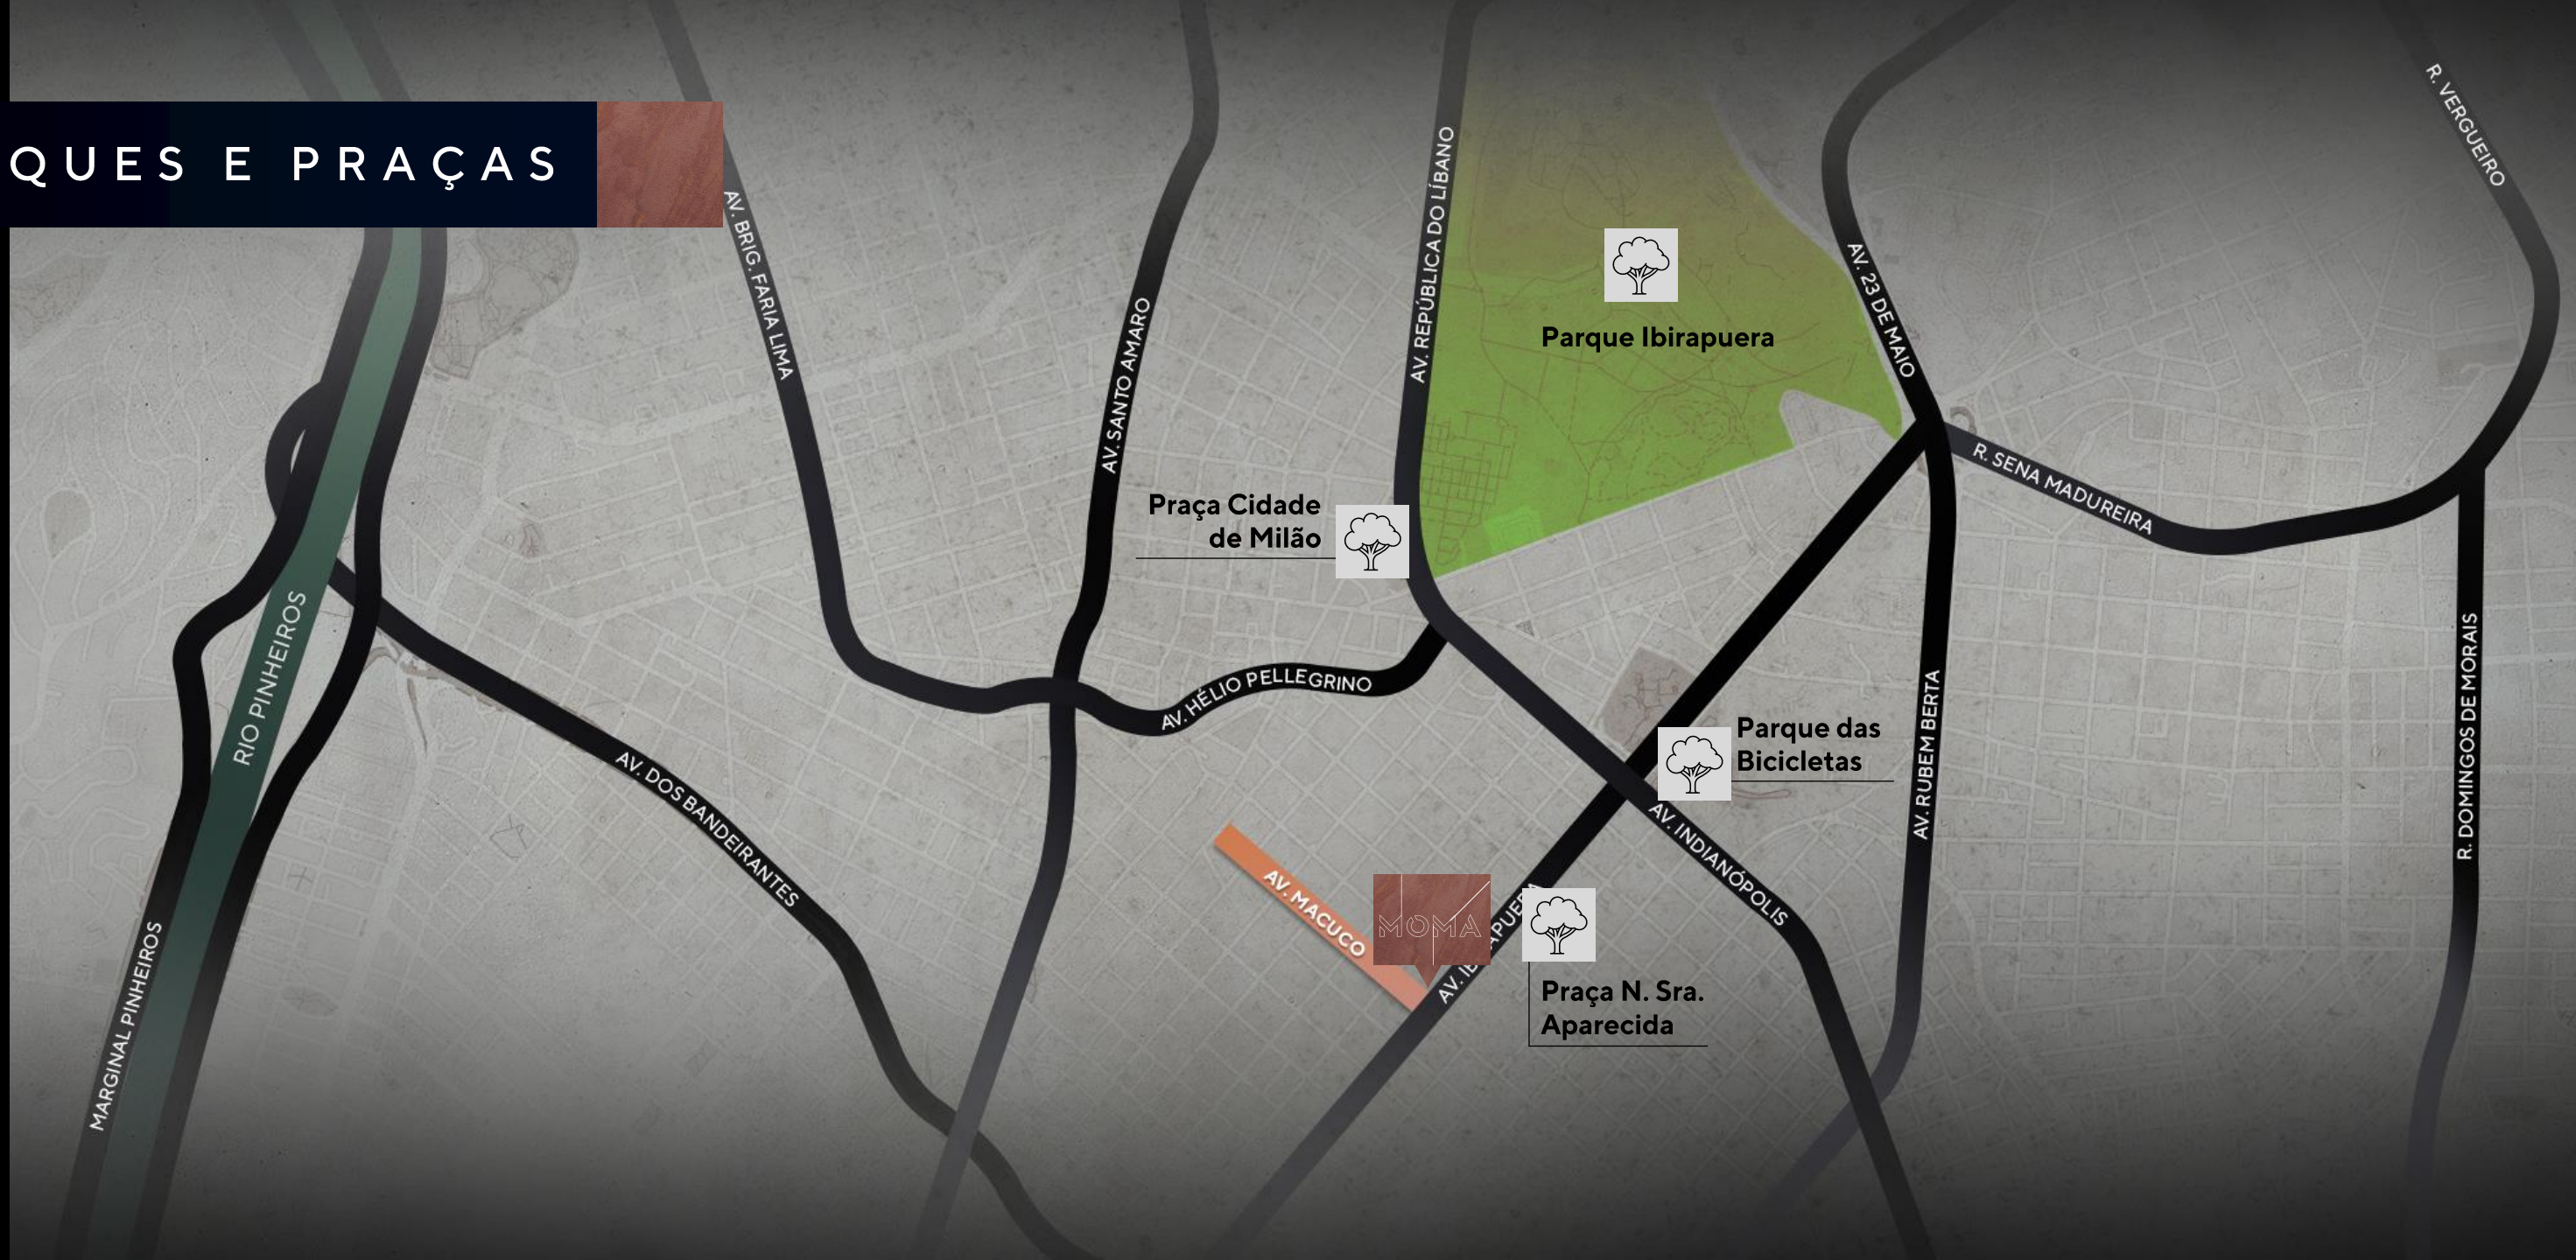 QUES E PRAÇAS
R. VERGUEIRO
AV. BRIG. FARIA LIMA
AV. REPÚBLICA DO LÍBANO
AV. 23 DE MAIO
AV. SANTO AMARO
Parque Ibirapuera
R. SENA MADUREIRA
Praça Cidade
de Milão
RIO PINHEIROS
AV. HÉLIO PELLEGRINO
R. DOMINGOS DE MORAIS
AV. RUBEM BERTA
Parque das
Bicicletas
AV. DOS BANDEIRANTES
AV. INDIANÓPOLIS
AV. MACUCO
MOMA
MARGINAL PINHEIROS
Praça N. Sra.
Aparecida